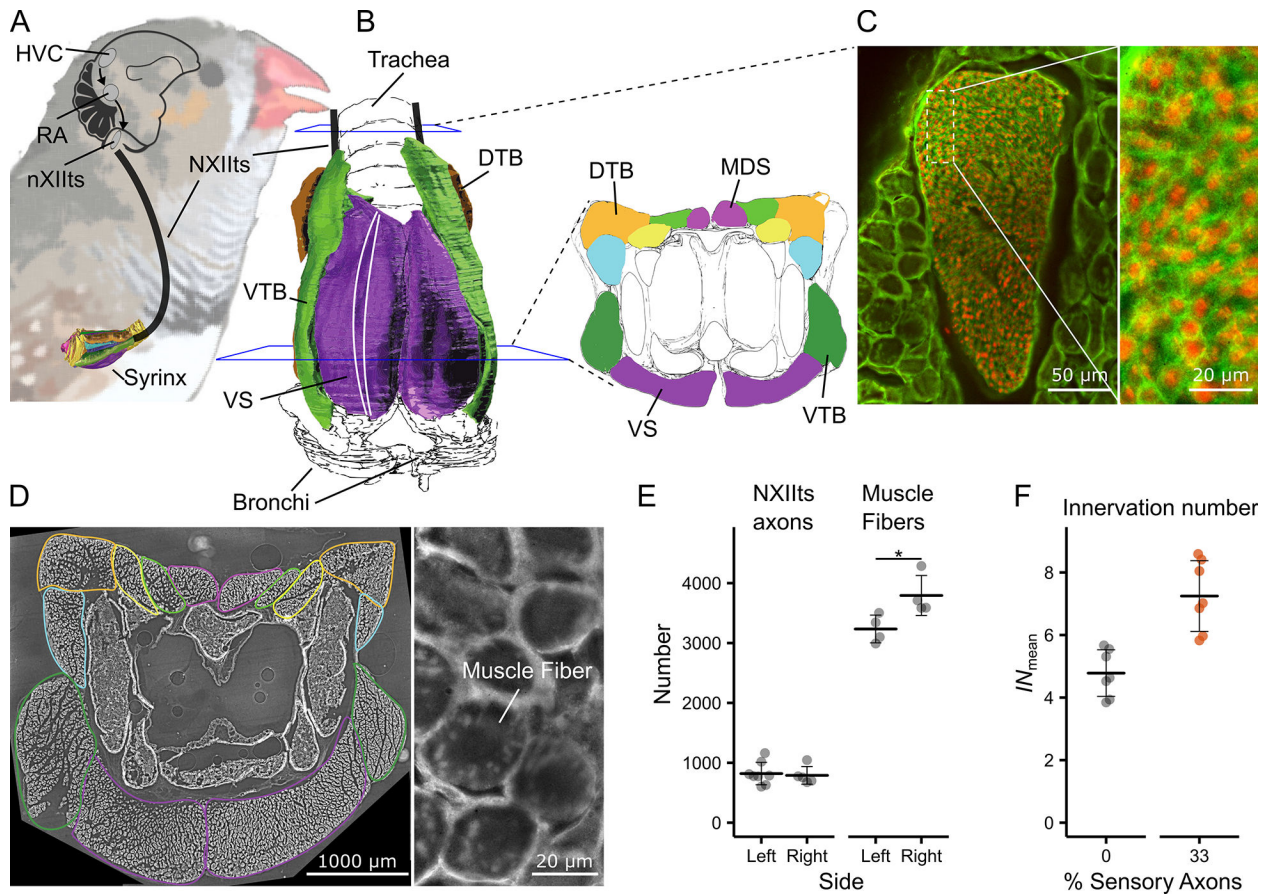 A
HVC
RA
nXIIts
NXIIts
Syrinx
B
Trachea
DTB
VTB
VS
Bronchi
DTB
MDS
VS
VTB
C
50 µm
20 µm
D
1000 µm
Muscle Fiber
20 µm
E
NXIIts
axons
Muscle
Fibers
*
Number
4000
3000
2000
1000
0
Left
Right
Left
Right
Side
F
Innervation number
INmean
8
6
4
2
0
0
33
% Sensory Axons